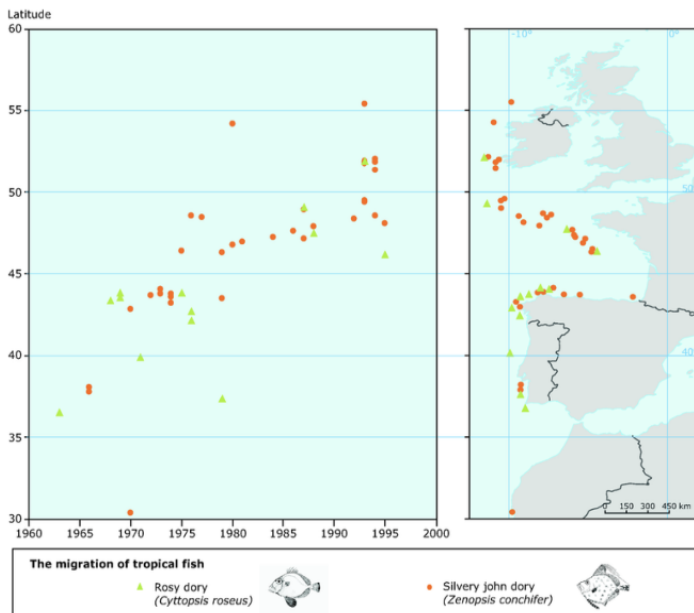 Latitude
60
55
50
45
40
35
30
1960 1965 1970 1975 1980 1985 1990 1995 2000
-10° 0°
50°
40°
0 150 300 450 km
The migration of tropical fish
Rosy dory
(Cyttopsis roseus)
Silvery john dory
(Zenopsis conchifer)